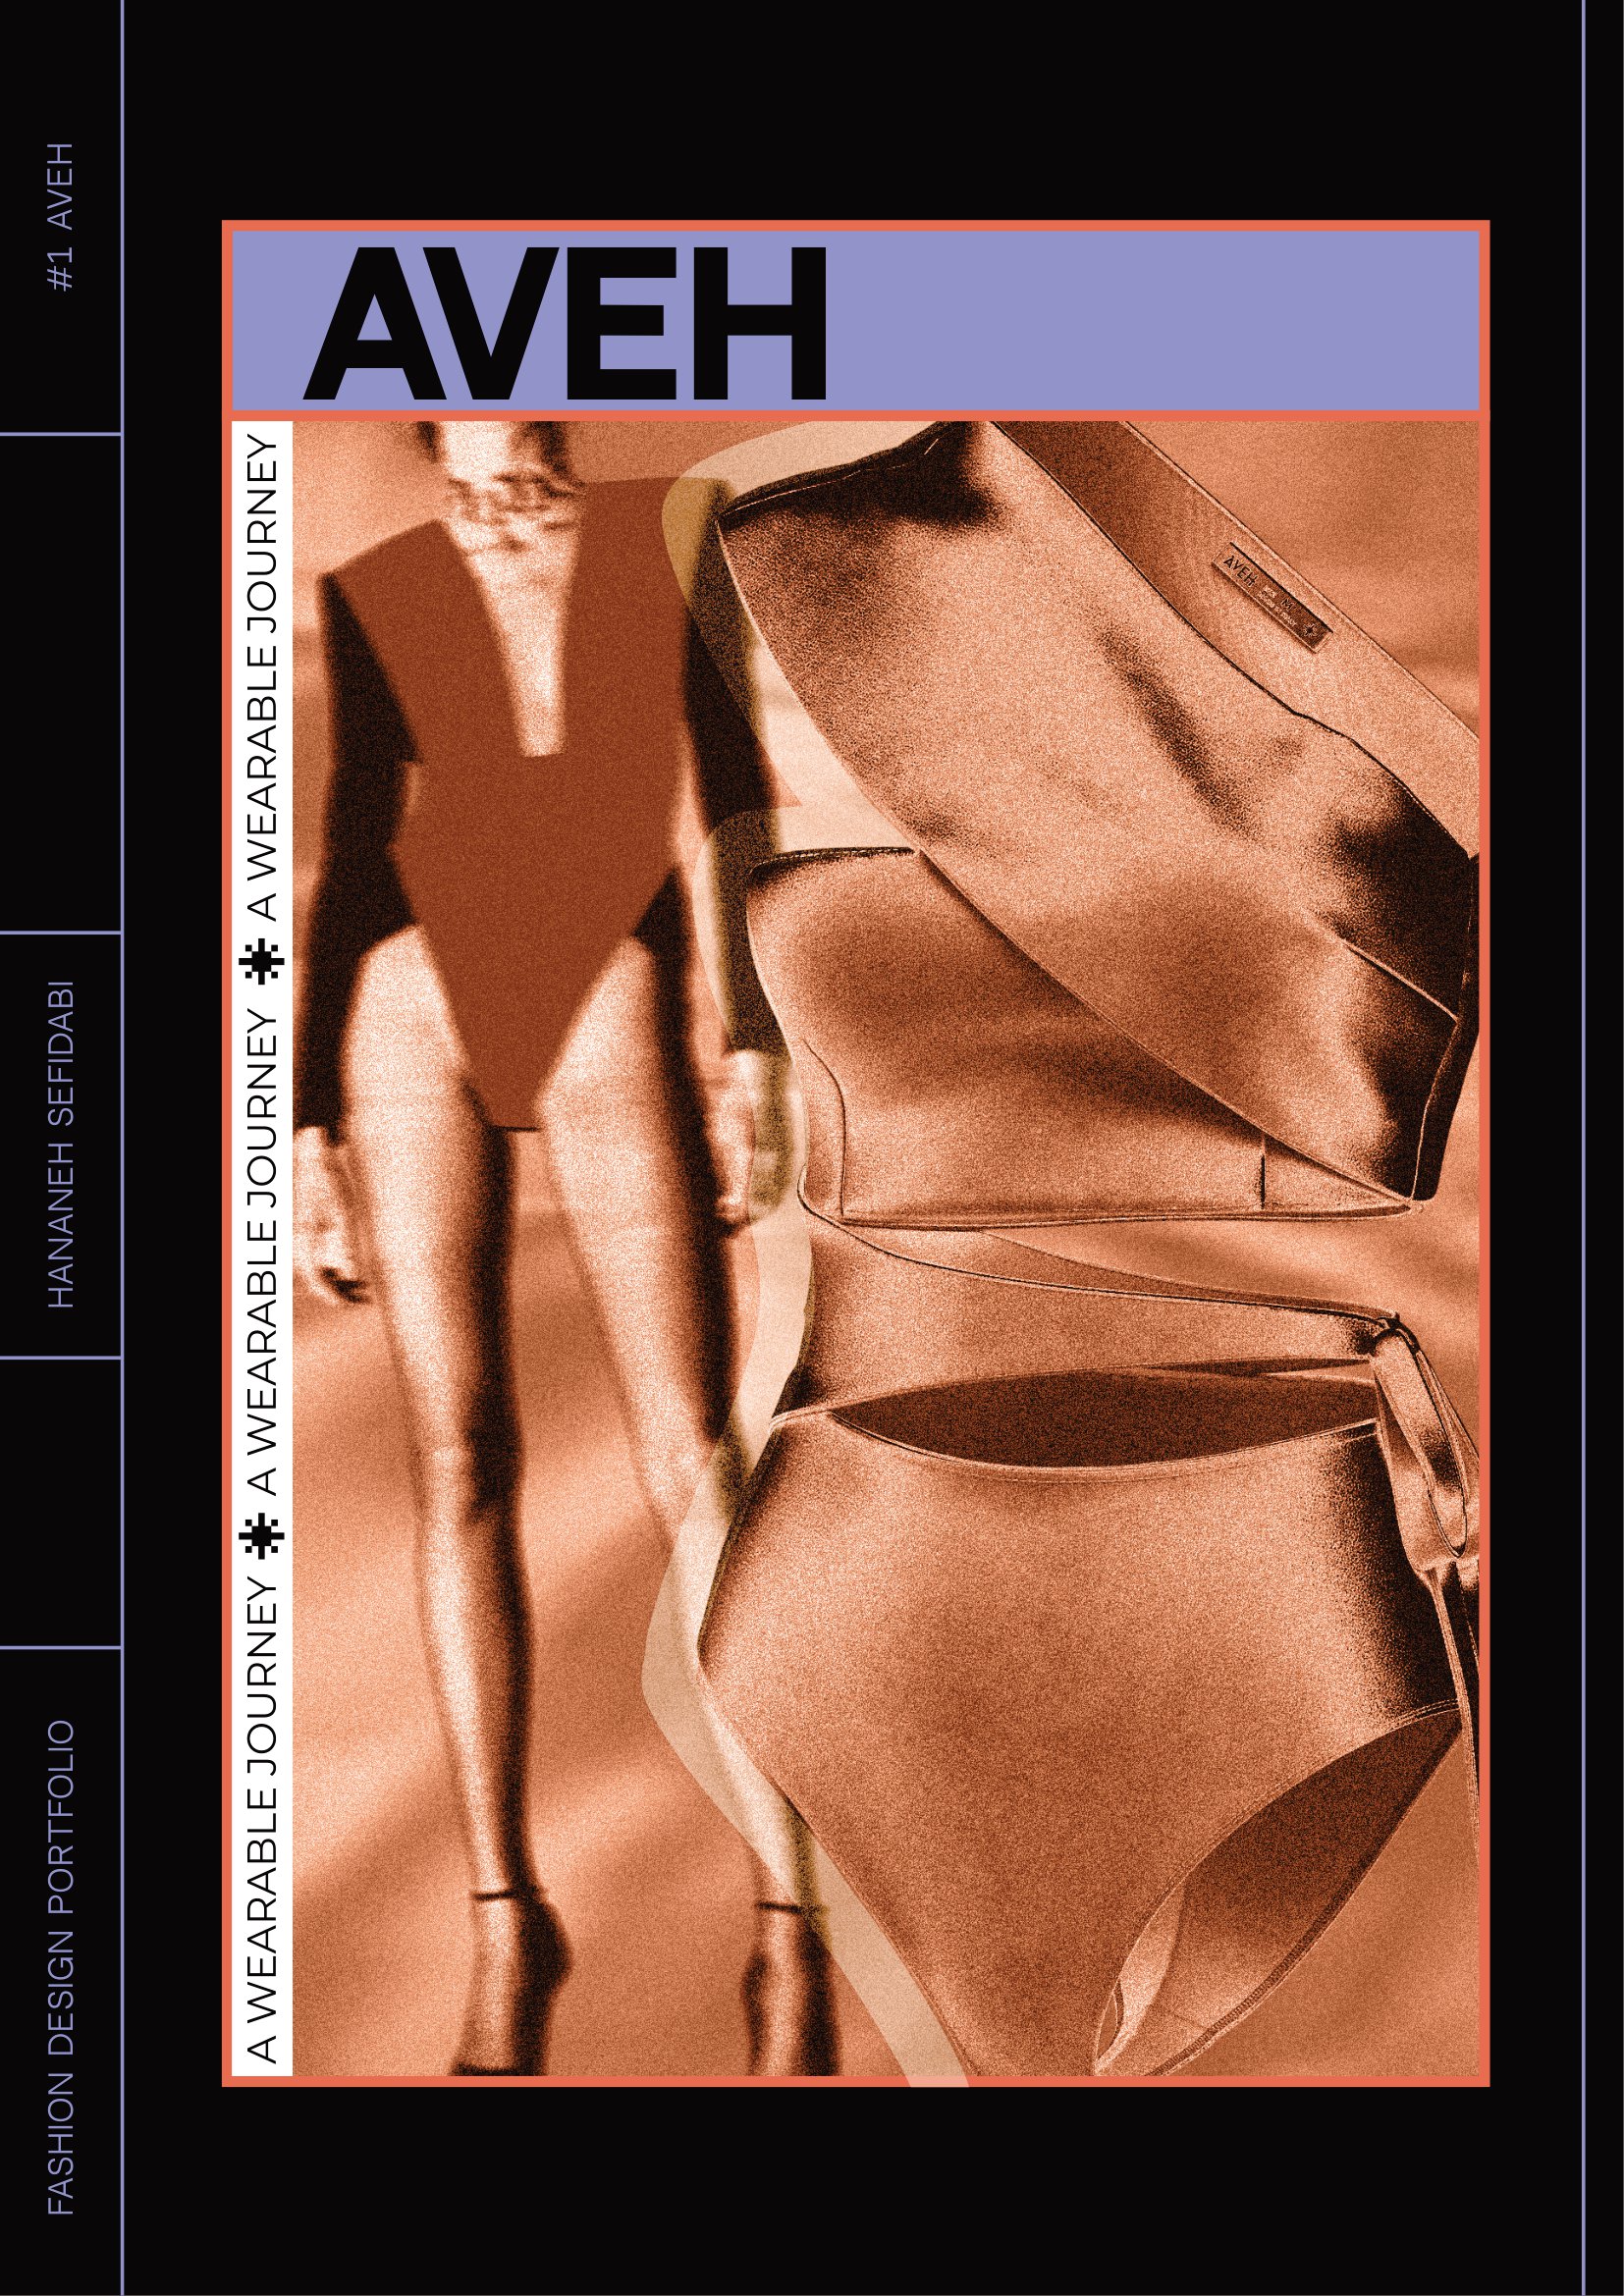 #1 AVEH
HANANEH SEFIDABI
FASHION DESIGN PORTFOLIO
AVEH
A WEARABLE JOURNEY A WEARABLE JOURNEY A WEARABLE JOURNEY
AVEH